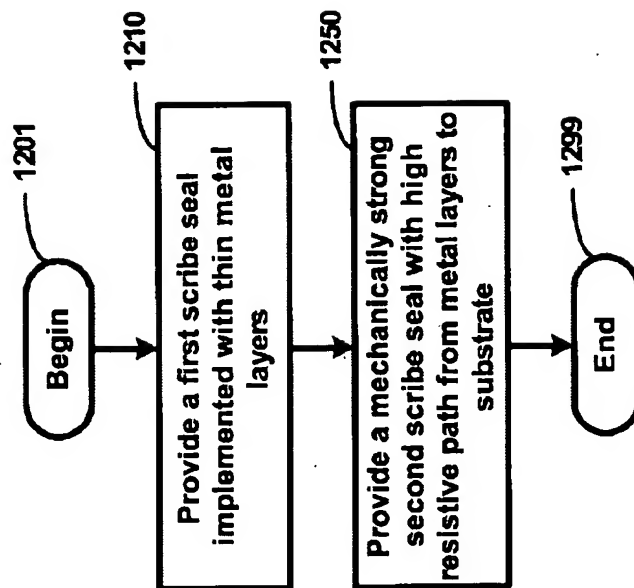 Begin
1201
Provide a first scribe seal
implemented with thin metal
layers
1210
Provide a mechanically strong
second scribe seal with high
resistive path from metal layers to
substrate
1250
End
1299